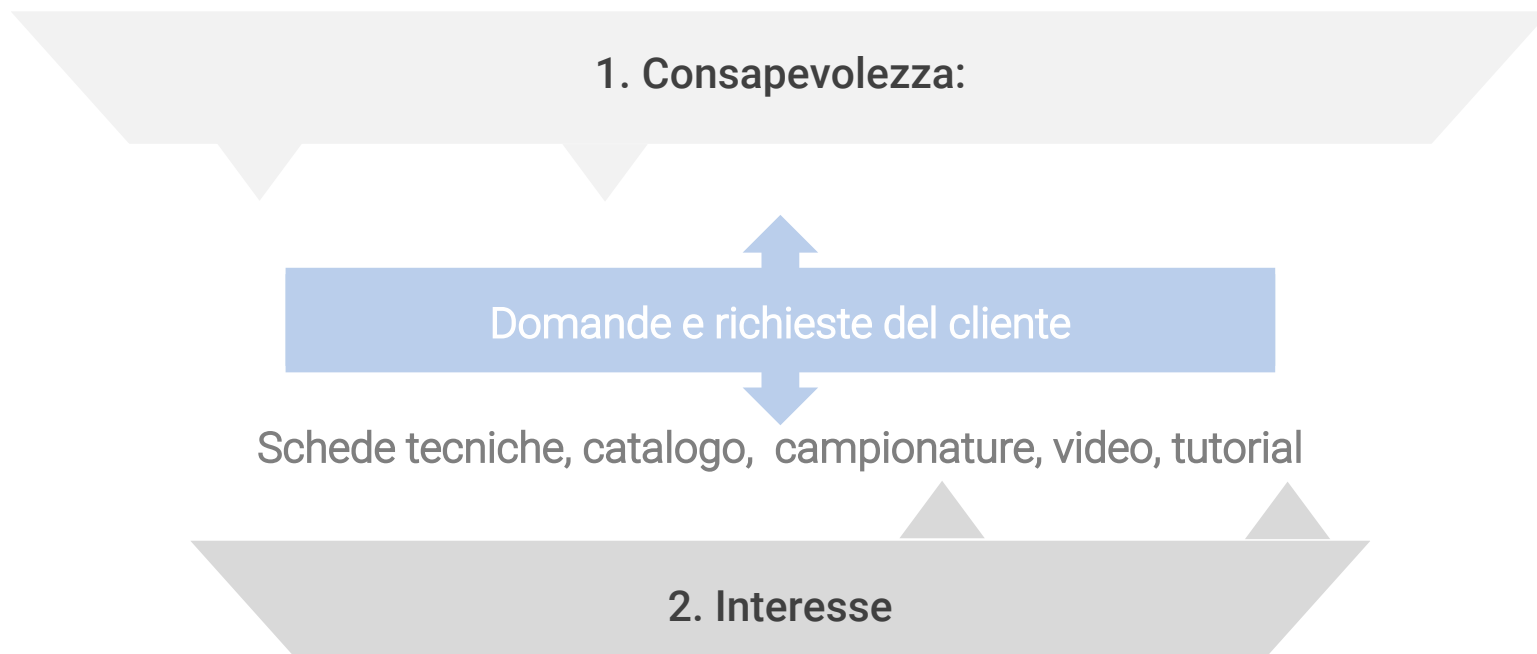 1. Consapevolezza:
Domande e richieste del cliente
Schede tecniche, catalogo,  campionature, video, tutorial
2. Interesse